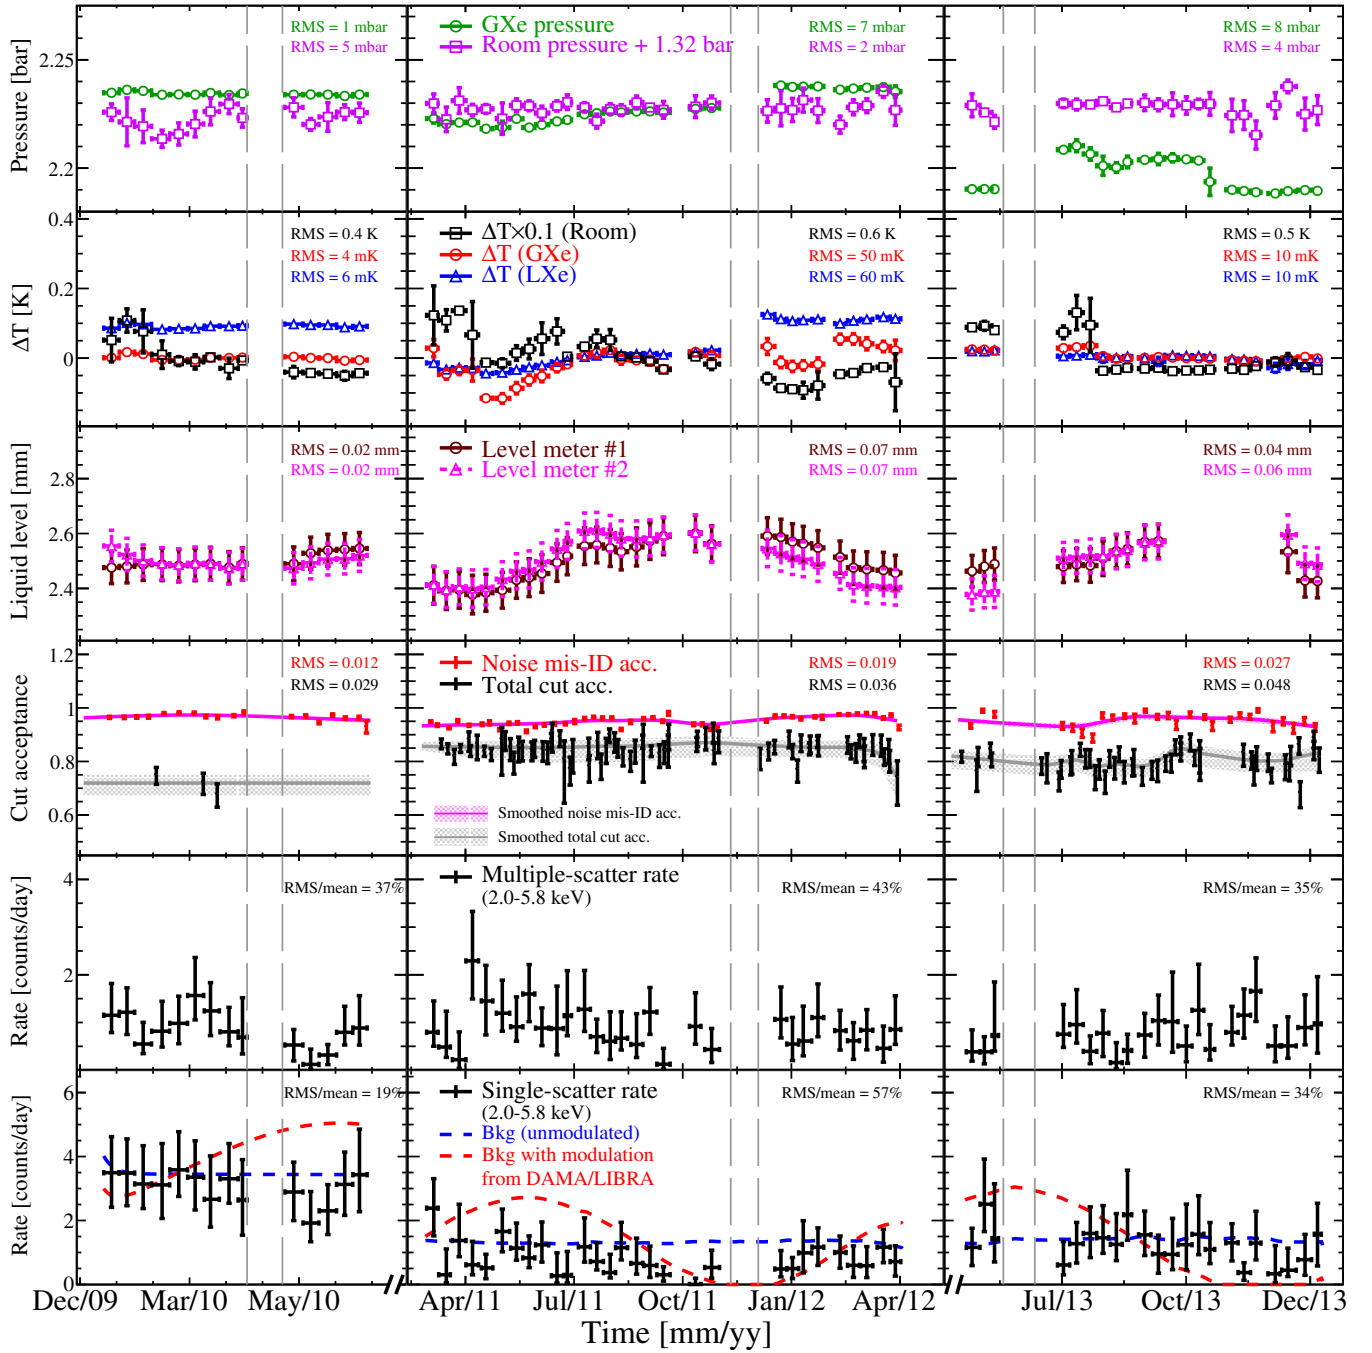 Pressure [bar]
2.25
2.2
RMS = 1 mbar
RMS = 5 mbar
GXe pressure
Room pressure + 1.32 bar
RMS = 7 mbar
RMS = 2 mbar
RMS = 8 mbar
RMS = 4 mbar
ΔT [K]
0.4
0.2
0
RMS = 0.4 K
RMS = 4 mK
RMS = 6 mK
ΔT×0.1 (Room)
ΔT (GXe)
ΔT (LXe)
RMS = 0.6 K
RMS = 50 mK
RMS = 60 mK
RMS = 0.5 K
RMS = 10 mK
RMS = 10 mK
Liquid level [mm]
2.8
2.6
2.4
RMS = 0.02 mm
RMS = 0.02 mm
Level meter #1
Level meter #2
RMS = 0.07 mm
RMS = 0.07 mm
RMS = 0.04 mm
RMS = 0.06 mm
Cut acceptance
1.2
1
0.8
0.6
RMS = 0.012
RMS = 0.029
Noise mis-ID acc.
Total cut acc.
RMS = 0.019
RMS = 0.036
RMS = 0.027
RMS = 0.048
Smoothed noise mis-ID acc.
Smoothed total cut acc.
Rate [counts/day]
4
2
RMS/mean = 37%
Multiple-scatter rate
(2.0-5.8 keV)
RMS/mean = 43%
RMS/mean = 35%
Rate [counts/day]
6
4
2
0
RMS/mean = 19%
Single-scatter rate
(2.0-5.8 keV)
Bkg (unmodulated)
Bkg with modulation
from DAMA/LIBRA
RMS/mean = 57%
RMS/mean = 34%
Dec/09 Mar/10 May/10 Apr/11 Jul/11 Oct/11 Jan/12 Apr/12 Jul/13 Oct/13 Dec/13
Time [mm/yy]